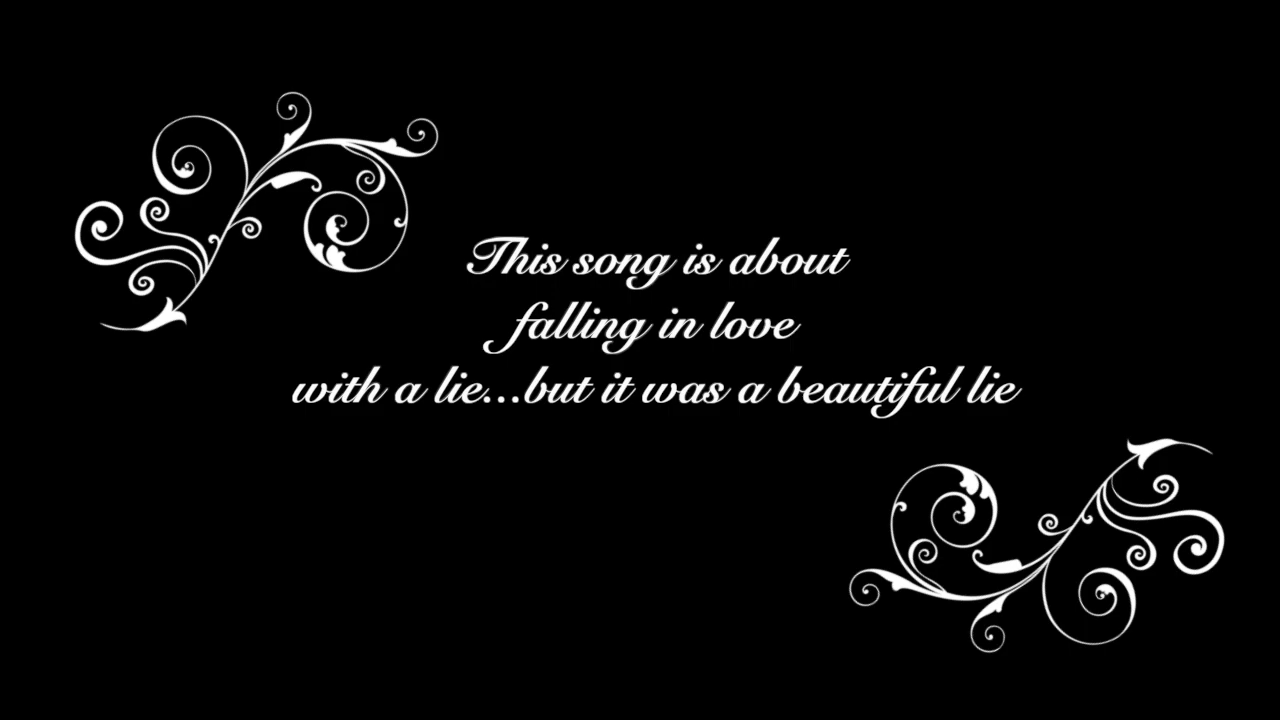 This song is about
falling in love
with a lie...but it was a beautiful lie